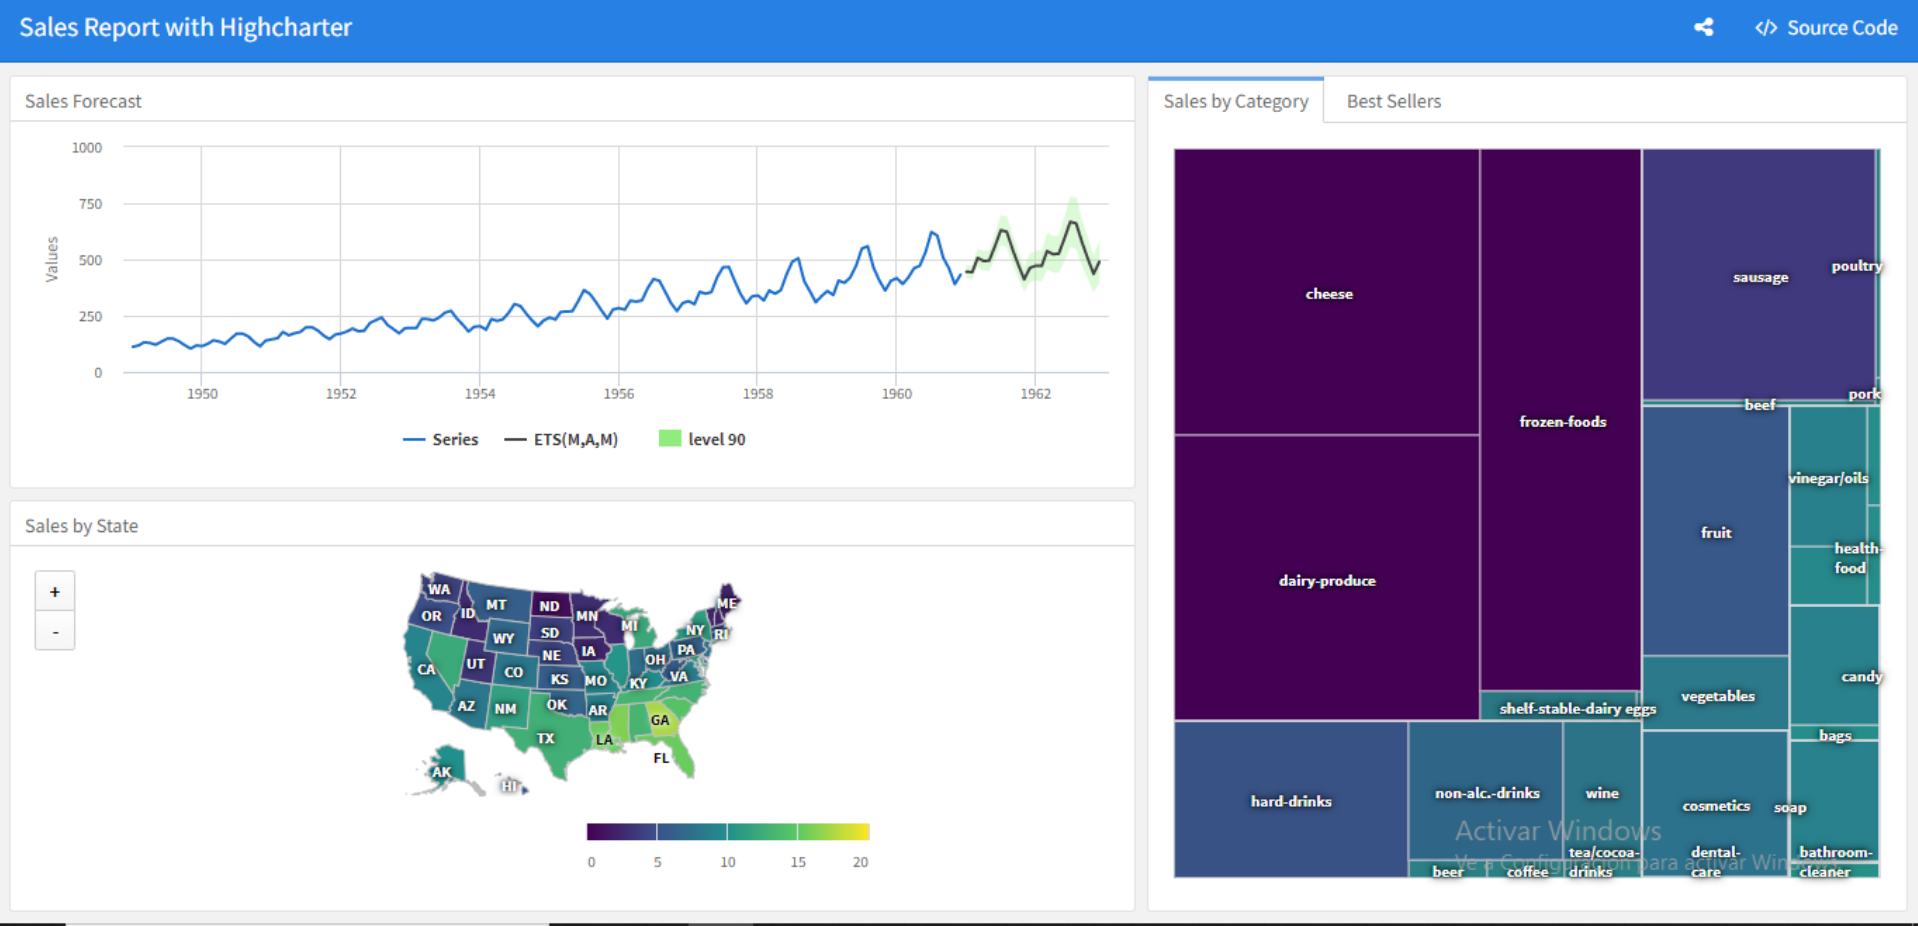 Sales Report with Highcharter
Source Code
Sales Forecast
1000
750
500
250
0
Values
1950
1952
1954
1956
1958
1960
1962
Series
ETS(M,A,M)
level 90
Sales by State
+
-
WA
OR
ID
MT
ND
MN
WY
SD
NE
IA
MI
NY
ME
RI
CA
UT
CO
KS
MO
OH
PA
KY
VA
AZ
NM
OK
AR
TX
LA
GA
FL
AK
HI
0
5
10
15
20
Sales by Category
Best Sellers
cheese
dairy-produce
frozen-foods
shelf-stable-dairy
eggs
sausage
poultry
pork
beef
fruit
vinegar/oils
health-
food
vegetables
candy
bags
hard-drinks
non-alc.-drinks
wine
cosmetics
soap
beer
coffee
tea/cocoa-
drinks
dental-
care
bathroom-
cleaner
Activar Windows
Ve a Configuración para activar Windows.